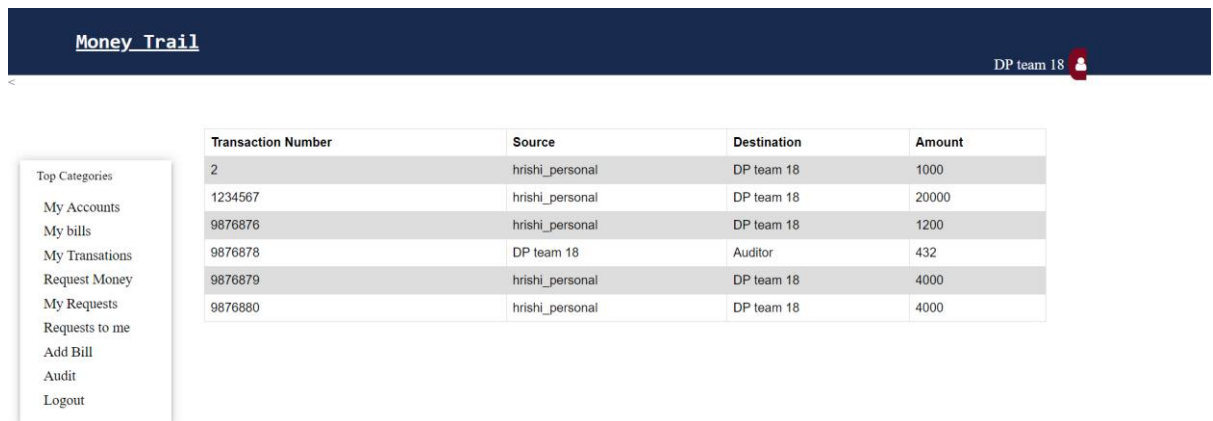 Money Trail
DP team 18
<
Transaction Number Source Destination Amount
2 hrishi_personal DP team 18 1000
1234567 hrishi_personal DP team 18 20000
9876876 hrishi_personal DP team 18 1200
9876878 DP team 18 Auditor 432
9876879 hrishi_personal DP team 18 4000
9876880 hrishi_personal DP team 18 4000
Top Categories
My Accounts
My bills
My Transations
Request Money
My Requests
Requests to me
Add Bill
Audit
Logout